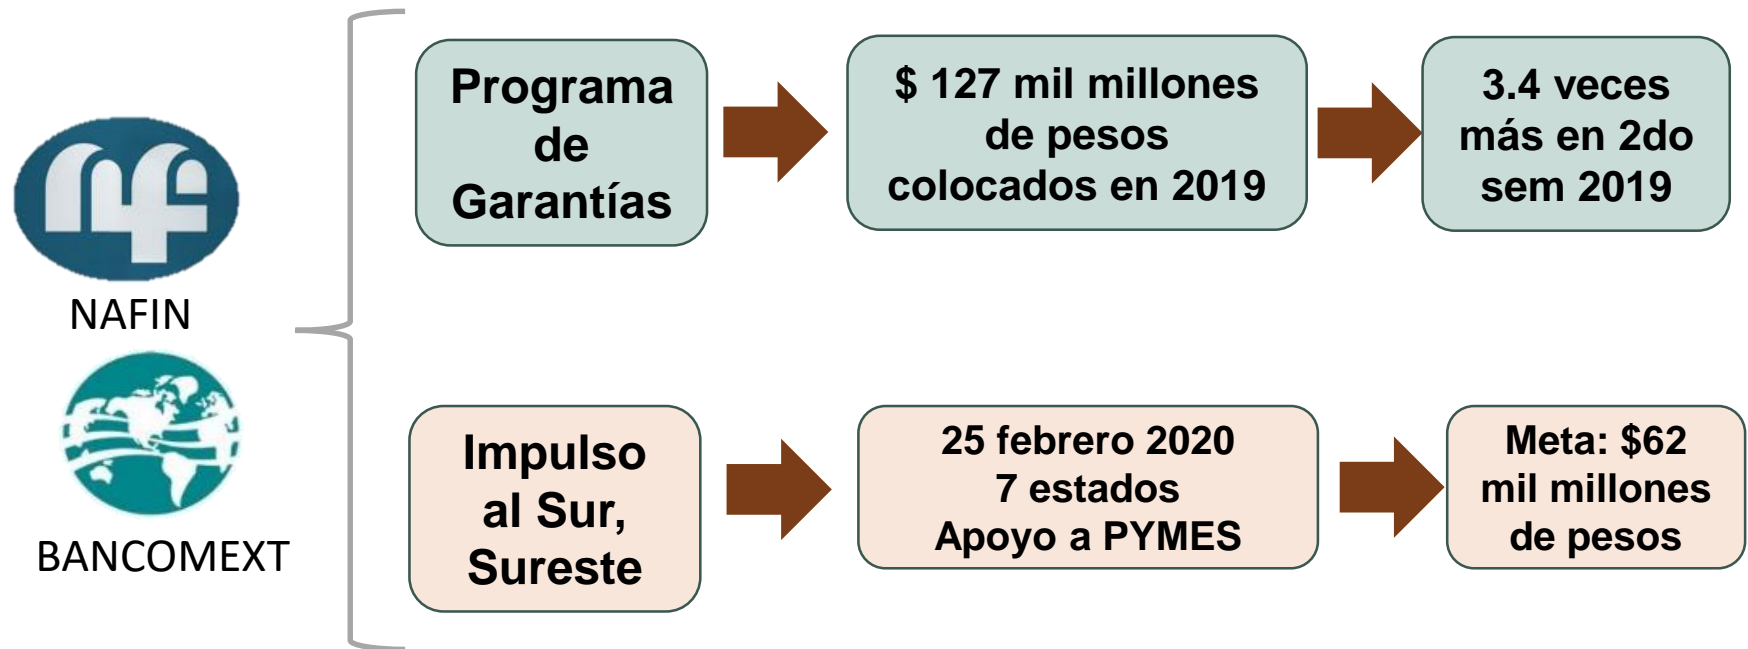 NAFIN
BANCOMEXT
Programa
de
Garantías
$ 127 mil millones
de pesos
colocados en 2019
3.4 veces
más en 2do
sem 2019
Impulso
al Sur,
Sureste
25 febrero 2020
7 estados
Apoyo a PYMES
Meta: $62
mil millones
de pesos